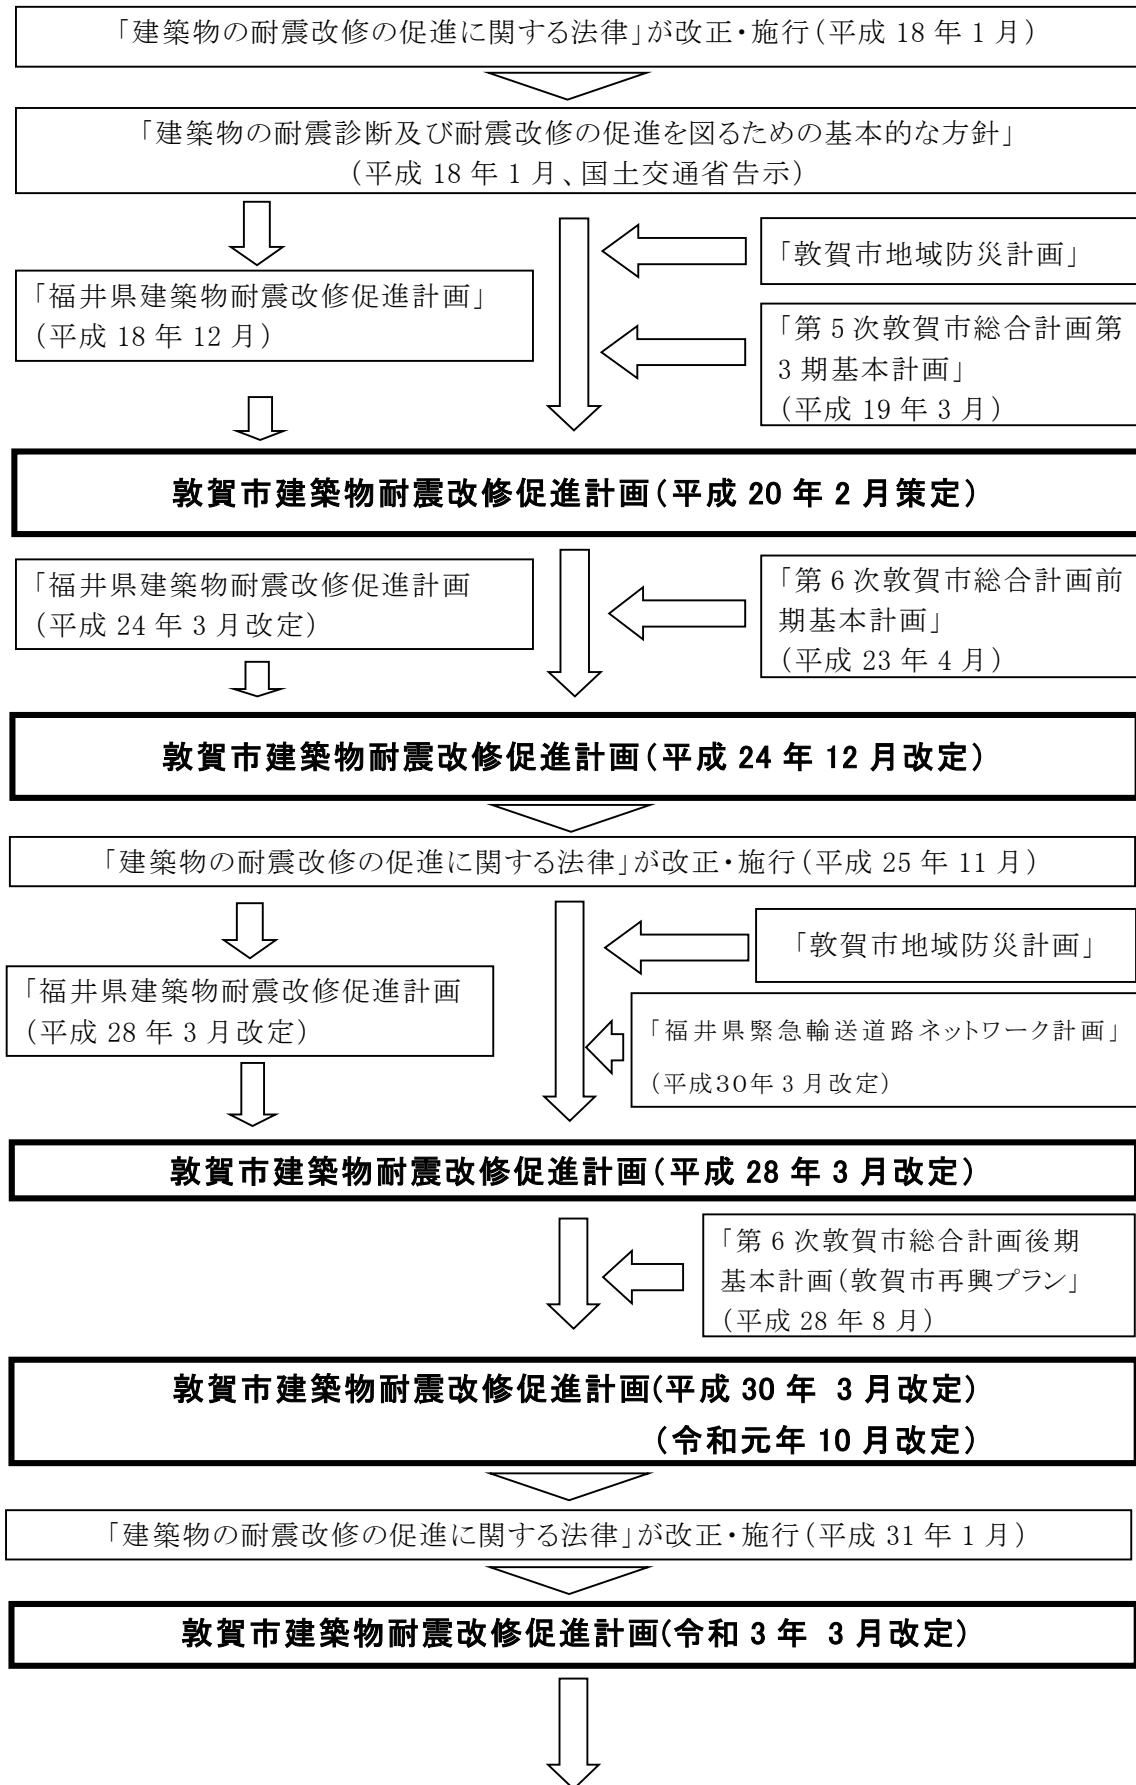 「建築物の耐震改修の促進に関する法律」が改正・施行(平成 18 年 1 月)
「建築物の耐震診断及び耐震改修の促進を図るための基本的な方針」
(平成 18 年 1 月、国土交通省告示)
「敦賀市地域防災計画」
「福井県建築物耐震改修促進計画」
(平成 18 年 12 月)
「第 5 次敦賀市総合計画第
3 期基本計画」
(平成 19 年 3 月)
敦賀市建築物耐震改修促進計画(平成 20 年 2 月策定)
「福井県建築物耐震改修促進計画
(平成 24 年 3 月改定)
「第 6 次敦賀市総合計画前
期基本計画」
(平成 23 年 4 月)
敦賀市建築物耐震改修促進計画(平成 24 年 12 月改定)
「建築物の耐震改修の促進に関する法律」が改正・施行(平成 25 年 11 月)
「敦賀市地域防災計画」
「福井県建築物耐震改修促進計画
(平成 28 年 3 月改定)
「福井県緊急輸送道路ネットワーク計画」
(平成30年 3 月改定)
敦賀市建築物耐震改修促進計画(平成 28 年 3 月改定)
「第 6 次敦賀市総合計画後期
基本計画(敦賀市再興プラン」
(平成 28 年 8 月)
敦賀市建築物耐震改修促進計画(平成 30 年 3 月改定)
(令和元年 10 月改定)
「建築物の耐震改修の促進に関する法律」が改正・施行(平成 31 年 1 月)
敦賀市建築物耐震改修促進計画(令和 3 年 3 月改定)